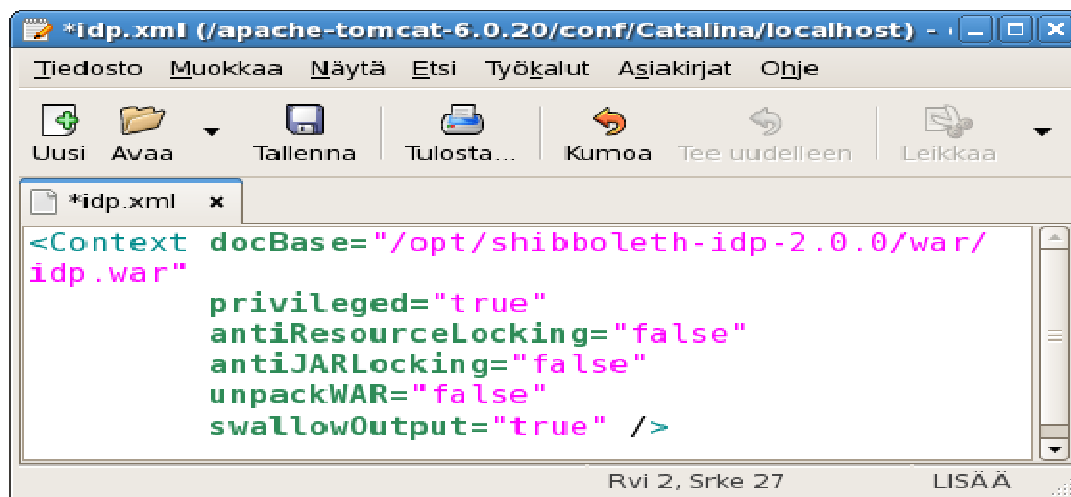 *idp.xml (/apache-tomcat-6.0.20/conf/Catalina/localhost) -
Tiedosto Muokkaa Näytä Etsi Työkalut Asiakirjat Ohje
Uusi Avaa Tallenna Tulosta... Kumoa Tee uudelleen Leikkaa
*idp.xml
<Context docBase="/opt/shibboleth-idp-2.0.0/war/
idp.war"
privileged="true"
antiResourceLocking="false"
antiJARLocking="false"
unpackWAR="false"
swallowOutput="true" />
Rvi 2, Srke 27 LISÄÄ